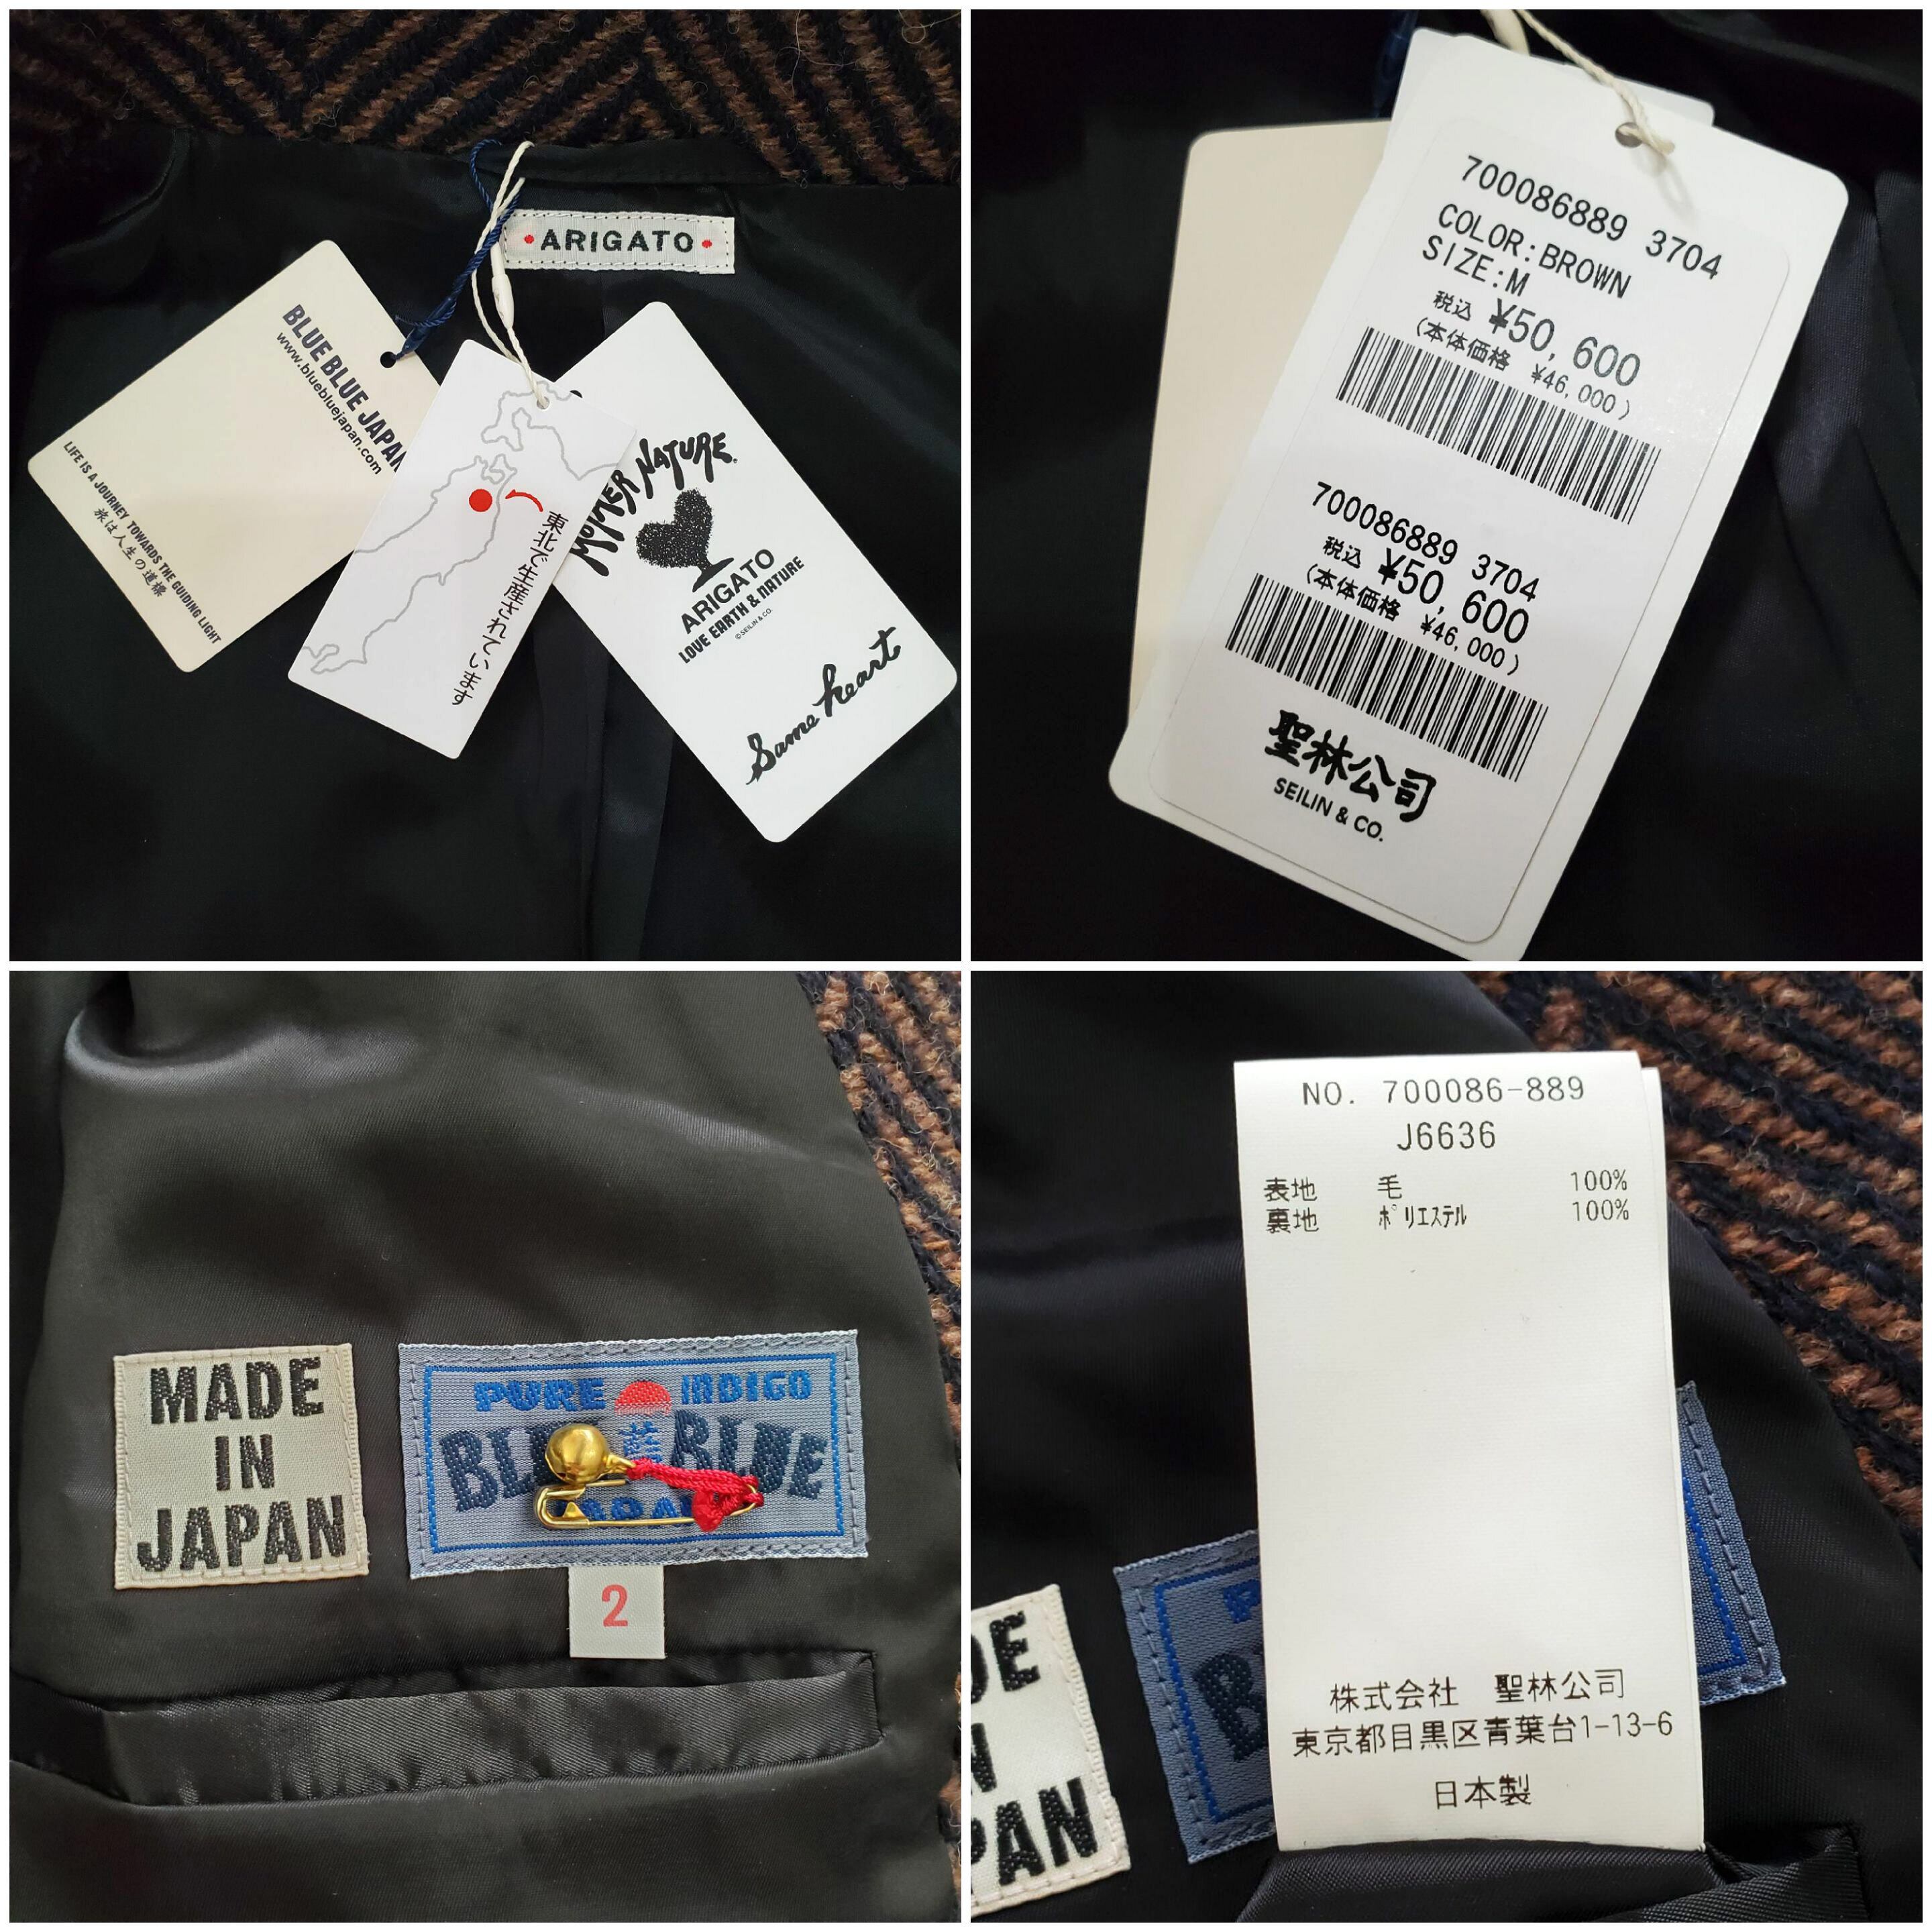 ARIGATO
BLUE BLUE JAPAN
www.bluebluejapan.com
LIFE IS A JOURNEY TOWARDS THE GUIDING LIGHT
旅は人生の道標
東北で生産されています
MOTHER NATURE
ARIGATO
LOVE EARTH & NATURE
©SEILIN & CO.
Same heart
700086889 3704
COLOR:BROWN
SIZE:M
税込 ¥50,600
(本体価格 ¥46,000)
700086889 3704
税込 ¥50,600
(本体価格 ¥46,000)
聖林公司
SEILIN & CO.
MADE
IN
JAPAN
PURE INDIGO
藍 BLUE
2
NO. 700086-889
J6636
表地 毛 100%
裏地 ポリエステル 100%
株式会社 聖林公司
東京都目黒区青葉台1-13-6
日本製